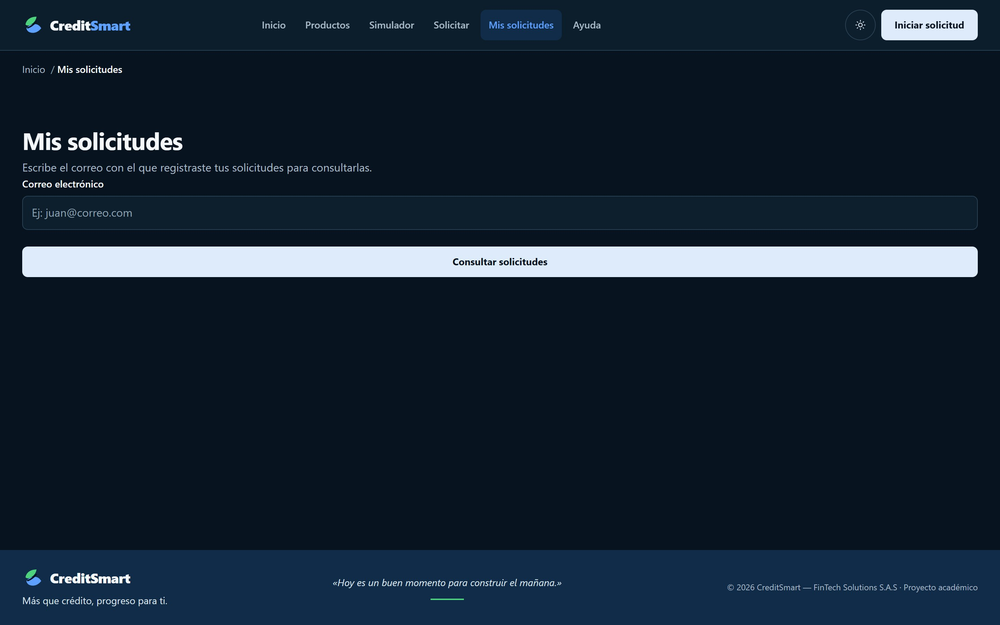 CreditSmart
Inicio
Productos
Simulador
Solicitar
Mis solicitudes
Ayuda
Iniciar solicitud
Inicio / Mis solicitudes
Mis solicitudes
Escribe el correo con el que registraste tus solicitudes para consultarlas.
Correo electrónico
Ej: juan@correo.com
Consultar solicitudes
CreditSmart
Más que crédito, progreso para ti.
«Hoy es un buen momento para construir el mañana.»
© 2026 CreditSmart — FinTech Solutions S.A.S · Proyecto académico